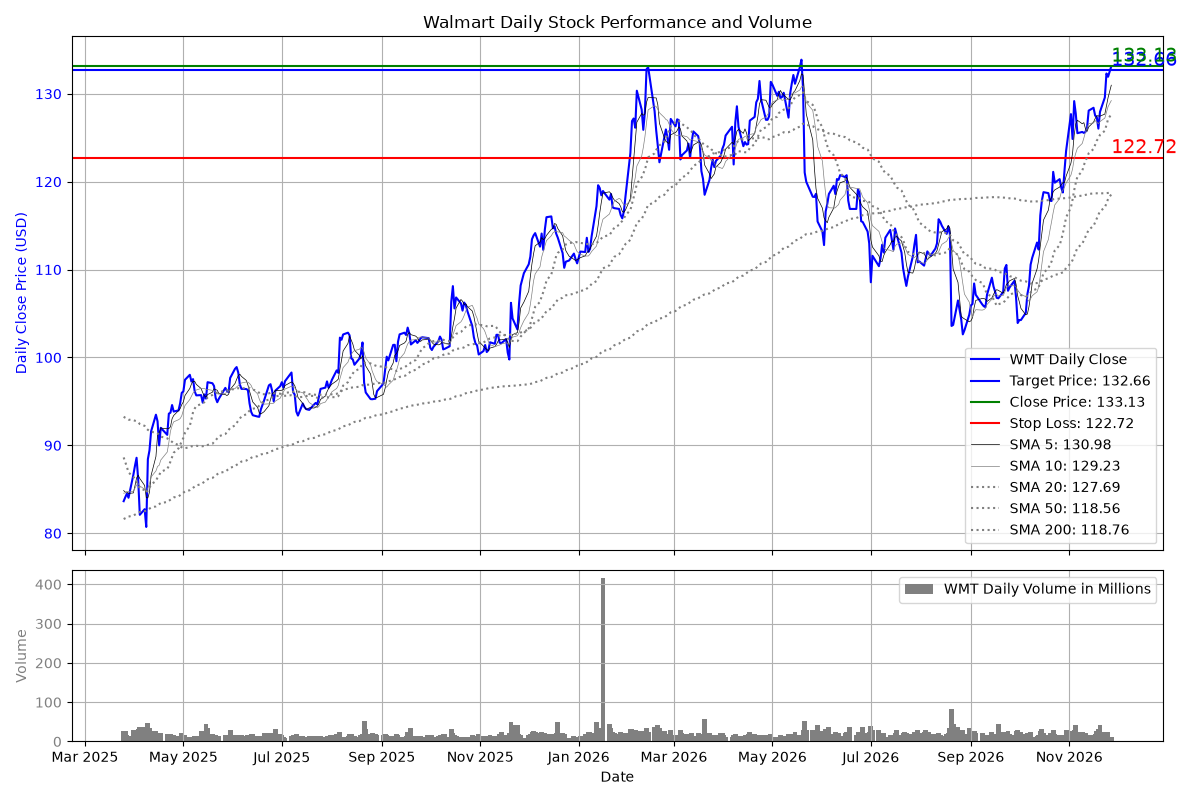 Walmart Daily Stock Performance and Volume
133.13
132.66
130
122.72
120
110
100
90
80
Daily Close Price (USD)
WMT Daily Close
Target Price: 132.66
Close Price: 133.13
Stop Loss: 122.72
SMA 5: 130.98
SMA 10: 129.23
SMA 20: 127.69
SMA 50: 118.56
SMA 200: 118.76
400
300
200
100
0
Volume
WMT Daily Volume in Millions
Mar 2025 May 2025 Jul 2025 Sep 2025 Nov 2025 Jan 2026 Mar 2026 May 2026 Jul 2026 Sep 2026 Nov 2026
Date